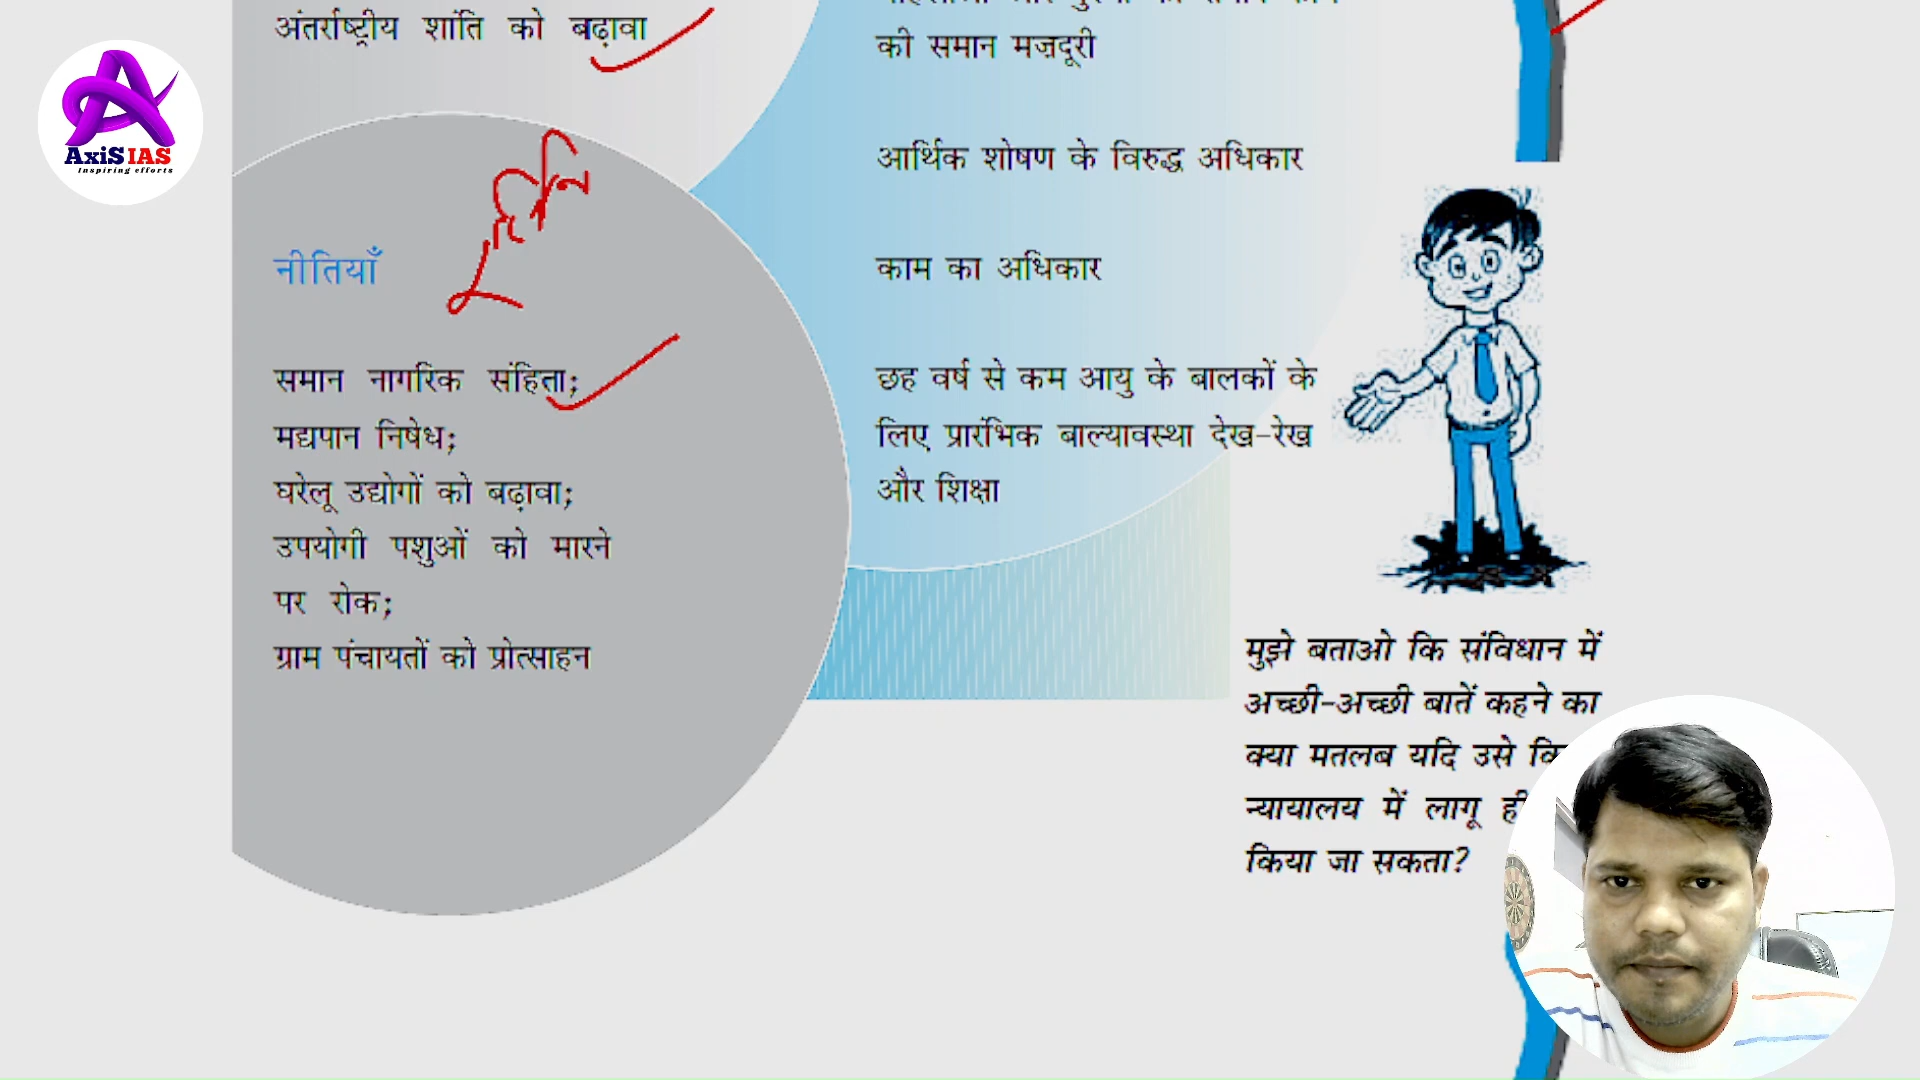 AxiS IAS
Inspiring efforts
अंतर्राष्ट्रीय शांति को बढ़ावा
नीतियाँ
समान नागरिक संहिता;
मद्यपान निषेध;
घरेलू उद्योगों को बढ़ावा;
उपयोगी पशुओं को मारने
पर रोक;
ग्राम पंचायतों को प्रोत्साहन
की समान मज़दूरी
आर्थिक शोषण के विरुद्ध अधिकार
काम का अधिकार
छह वर्ष से कम आयु के बालकों के
लिए प्रारंभिक बाल्यावस्था देख-रेख
और शिक्षा
मुझे बताओ कि संविधान में
अच्छी-अच्छी बातें कहने का
क्या मतलब यदि उसे
न्यायालय में लागू ही
किया जा सकता?